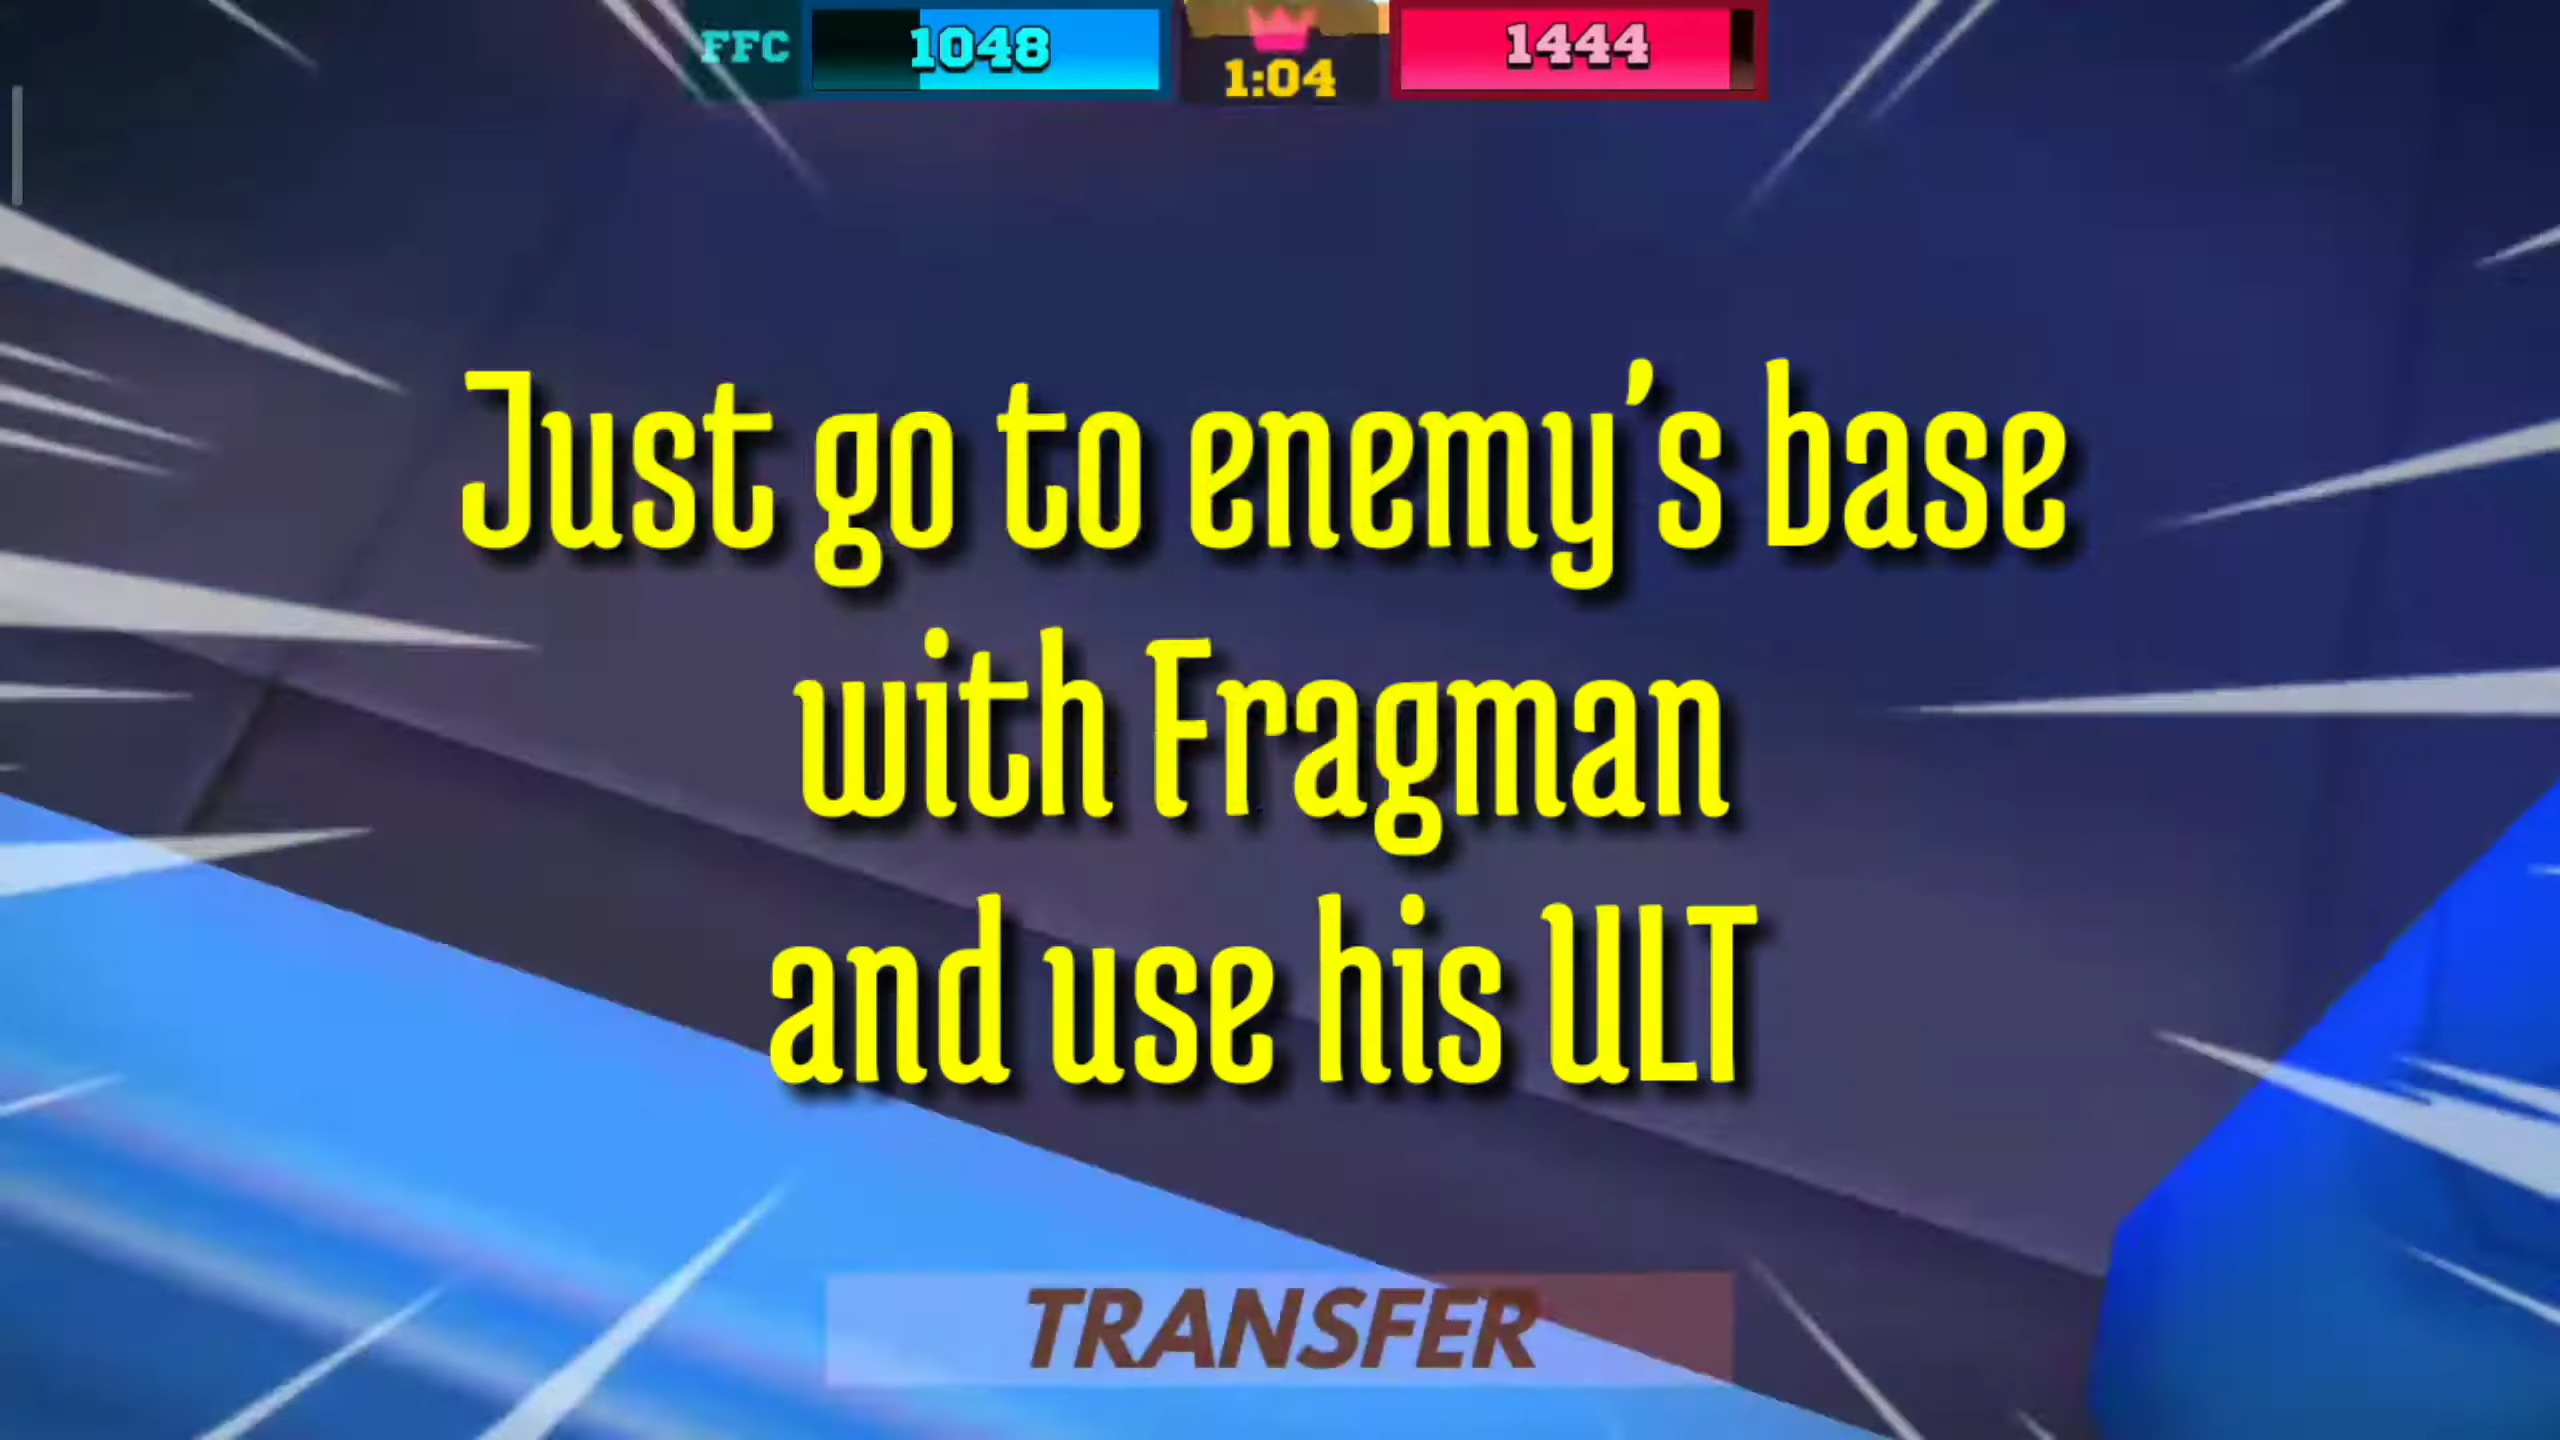 FFC 1048 1:04 1444
Just go to enemy's base
with Fragman
and use his ULT
TRANSFER